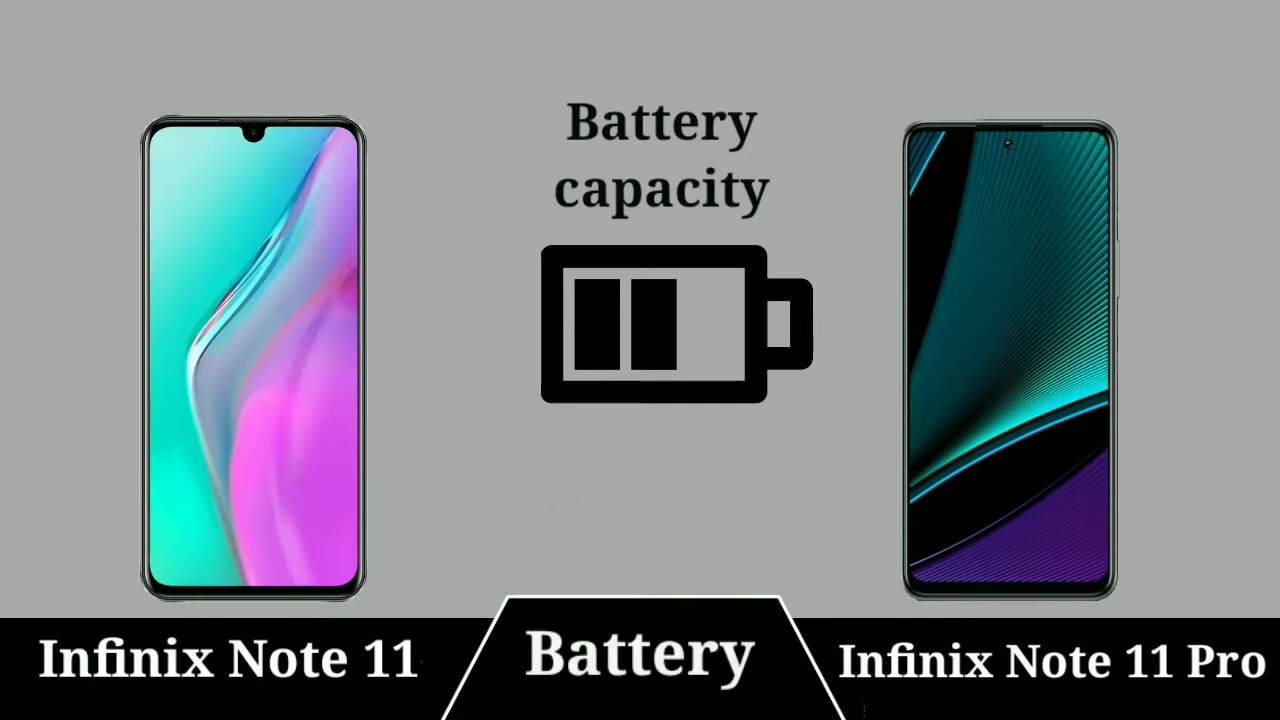 Battery
capacity
Infinix Note 11
Battery
Infinix Note 11 Pro